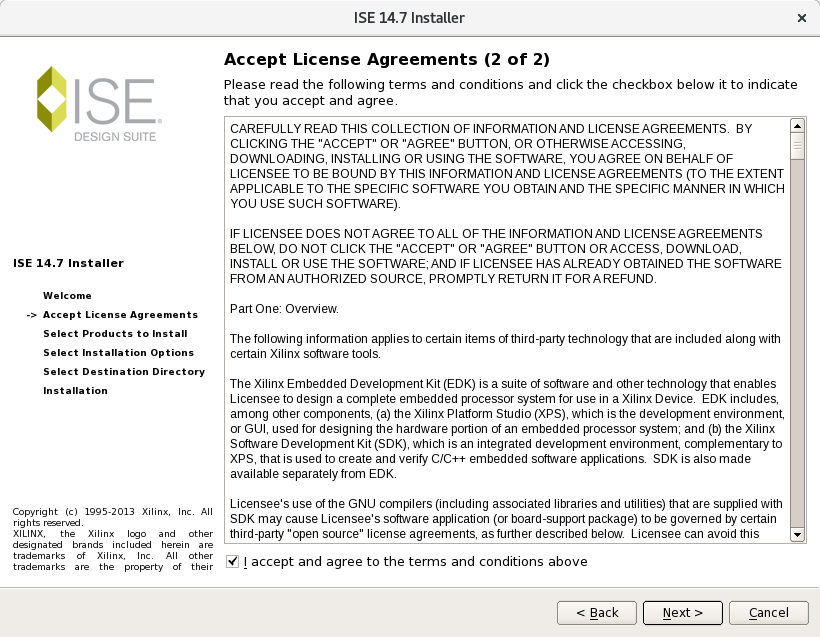 ISE 14.7 Installer
ISE
DESIGN SUITE
ISE 14.7 Installer
Welcome
-> Accept License Agreements
Select Products to Install
Select Installation Options
Select Destination Directory
Installation
Copyright (c) 1995-2013 Xilinx, Inc. All
rights reserved.
XILINX, the Xilinx logo and other
designated brands included herein are
trademarks of Xilinx, Inc. All other
trademarks are the property of their
Accept License Agreements (2 of 2)
Please read the following terms and conditions and click the checkbox below it to indicate
that you accept and agree.
CAREFULLY READ THIS COLLECTION OF INFORMATION AND LICENSE AGREEMENTS.  BY
CLICKING THE "ACCEPT" OR "AGREE" BUTTON, OR OTHERWISE ACCESSING,
DOWNLOADING, INSTALLING OR USING THE SOFTWARE, YOU AGREE ON BEHALF OF
LICENSEE TO BE BOUND BY THIS INFORMATION AND LICENSE AGREEMENTS (TO THE EXTENT
APPLICABLE TO THE SPECIFIC SOFTWARE YOU OBTAIN AND THE SPECIFIC MANNER IN WHICH
YOU USE SUCH SOFTWARE).
IF LICENSEE DOES NOT AGREE TO ALL OF THE INFORMATION AND LICENSE AGREEMENTS
BELOW, DO NOT CLICK THE "ACCEPT" OR "AGREE" BUTTON OR ACCESS, DOWNLOAD,
INSTALL OR USE THE SOFTWARE; AND IF LICENSEE HAS ALREADY OBTAINED THE SOFTWARE
FROM AN AUTHORIZED SOURCE, PROMPTLY RETURN IT FOR A REFUND.
Part One: Overview.
The following information applies to certain items of third-party technology that are included along with
certain Xilinx software tools.
The Xilinx Embedded Development Kit (EDK) is a suite of software and other technology that enables
Licensee to design a complete embedded processor system for use in a Xilinx Device.  EDK includes,
among other components, (a) the Xilinx Platform Studio (XPS), which is the development environment,
or GUI, used for designing the hardware portion of an embedded processor system; and (b) the Xilinx
Software Development Kit (SDK), which is an integrated development environment, complementary to
XPS, that is used to create and verify C/C++ embedded software applications.  SDK is also made
available separately from EDK.
Licensee's use of the GNU compilers (including associated libraries and utilities) that are supplied with
SDK may cause Licensee's software application (or board-support package) to be governed by certain
third-party "open source" license agreements, as further described below.  Licensee can avoid this
I accept and agree to the terms and conditions above
< Back
Next >
Cancel